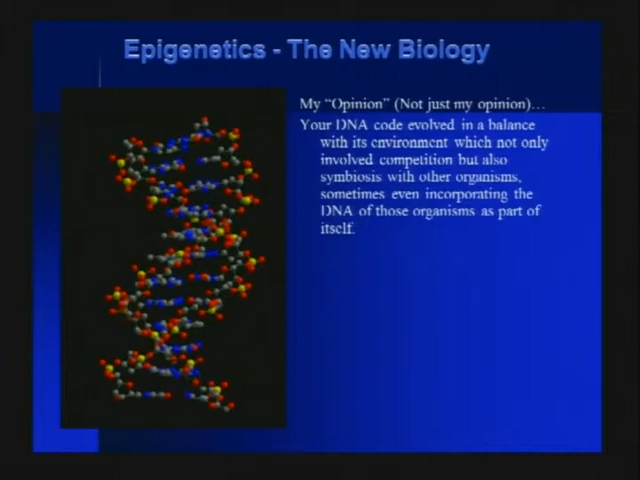 Epigenetics - The New Biology
My “Opinion” (Not just my opinion)…
Your DNA code evolved in a balance
with its environment which not only
involved competition but also
symbiosis with other organisms,
sometimes even incorporating the
DNA of those organisms as part of
itself.